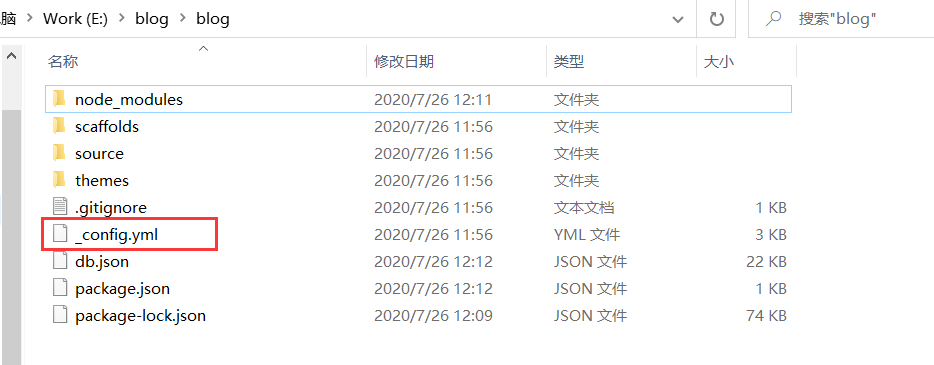 脑 > Work (E:) > blog > blog 搜索"blog"
名称 修改日期 类型 大小
node_modules 2020/7/26 12:11 文件夹
scaffolds 2020/7/26 11:56 文件夹
source 2020/7/26 11:56 文件夹
themes 2020/7/26 11:56 文件夹
.gitignore 2020/7/26 11:56 文本文档 1 KB
_config.yml 2020/7/26 11:56 YML 文件 3 KB
db.json 2020/7/26 12:12 JSON 文件 22 KB
package.json 2020/7/26 12:12 JSON 文件 1 KB
package-lock.json 2020/7/26 12:09 JSON 文件 74 KB